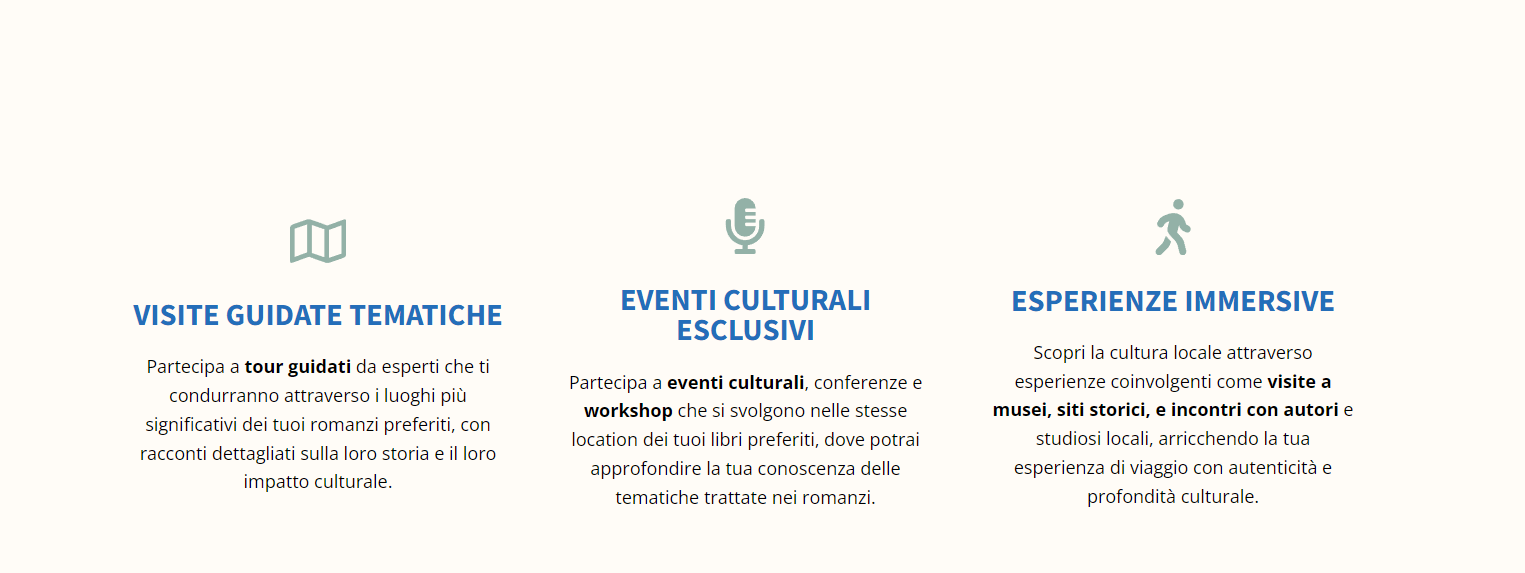 VISITE GUIDATE TEMATICHE
Partecipa a tour guidati da esperti che ti
condurranno attraverso i luoghi più
significativi dei tuoi romanzi preferiti, con
racconti dettagliati sulla loro storia e il loro
impatto culturale.
EVENTI CULTURALI
ESCLUSIVI
Partecipa a eventi culturali, conferenze e
workshop che si svolgono nelle stesse
location dei tuoi libri preferiti, dove potrai
approfondire la tua conoscenza delle
tematiche trattate nei romanzi.
ESPERIENZE IMMERSIVE
Scopri la cultura locale attraverso
esperienze coinvolgenti come visite a
musei, siti storici, e incontri con autori e
studiosi locali, arricchendo la tua
esperienza di viaggio con autenticità e
profondità culturale.